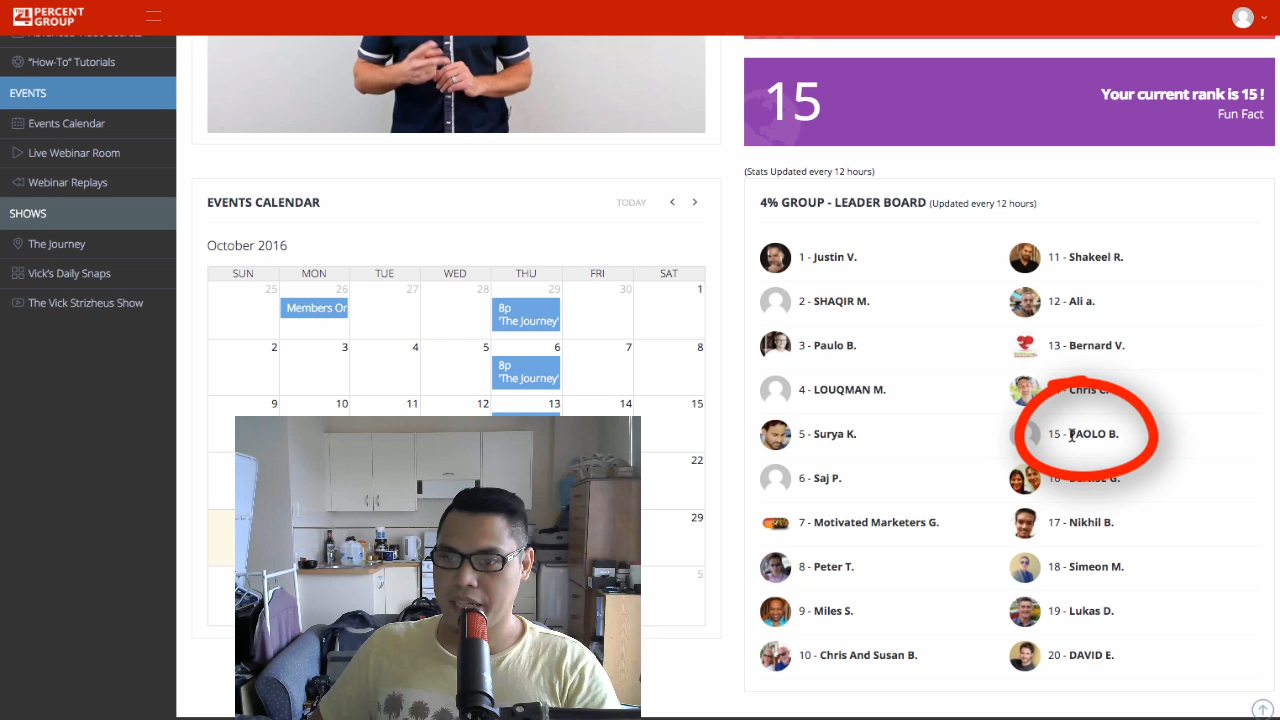 THE 4 PERCENT
GROUP
“How-To” Tutorials
EVENTS
Events Calendar
Live Webinar Room
Webinar Replays
SHOWS
The Journey
Vick's Daily Snaps
The Vick Strizheus Show
15
Your current rank is 15 !
Fun Fact
(Stats Updated every 12 hours)
EVENTS CALENDAR
TODAY
October 2016
SUN MON TUE WED THU FRI SAT
25 26 27 28 29 30 1
Members Or
8p
'The Journey'
2 3 4 5 6 7 8
8p
'The Journey'
9 10 11 12 13 14 15
22
29
5
4% GROUP - LEADER BOARD (Updated every 12 hours)
1 - Justin V.
2 - SHAQIR M.
3 - Paulo B.
4 - LOUQMAN M.
5 - Surya K.
6 - Saj P.
7 - Motivated Marketers G.
8 - Peter T.
9 - Miles S.
10 - Chris And Susan B.
11 - Shakeel R.
12 - Ali a.
13 - Bernard V.
Chris C.
15 - PAOLO B.
17 - Nikhil B.
18 - Simeon M.
19 - Lukas D.
20 - DAVID E.